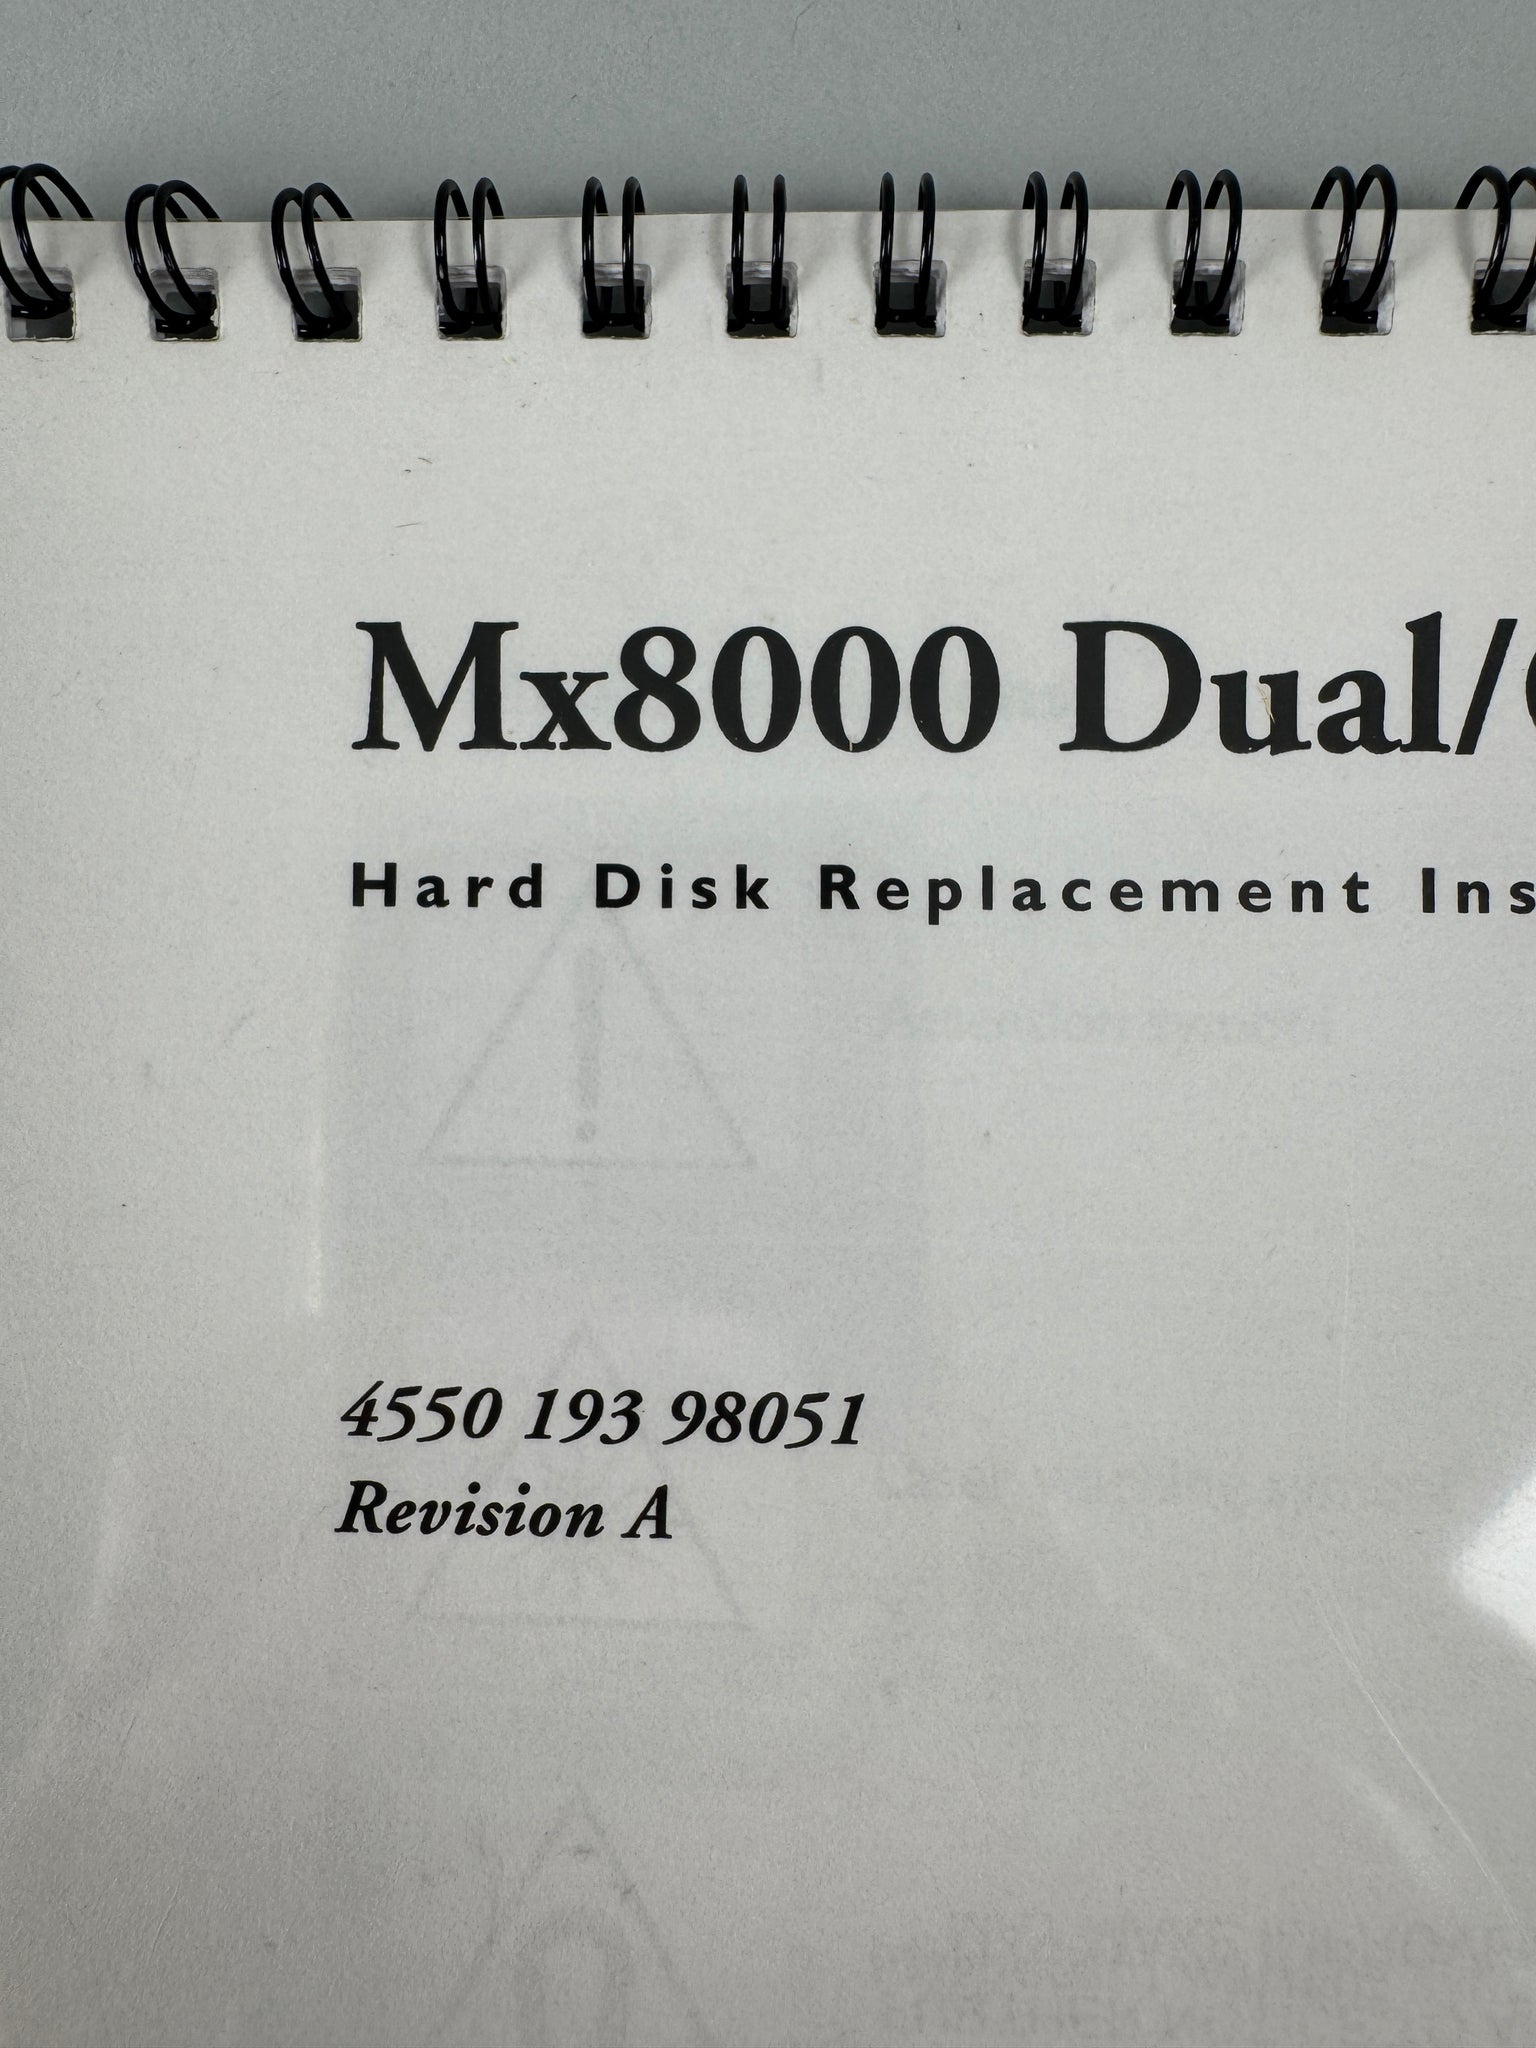 Mx8000 Dual/
Hard Disk Replacement Ins
4550 193 98051
Revision A